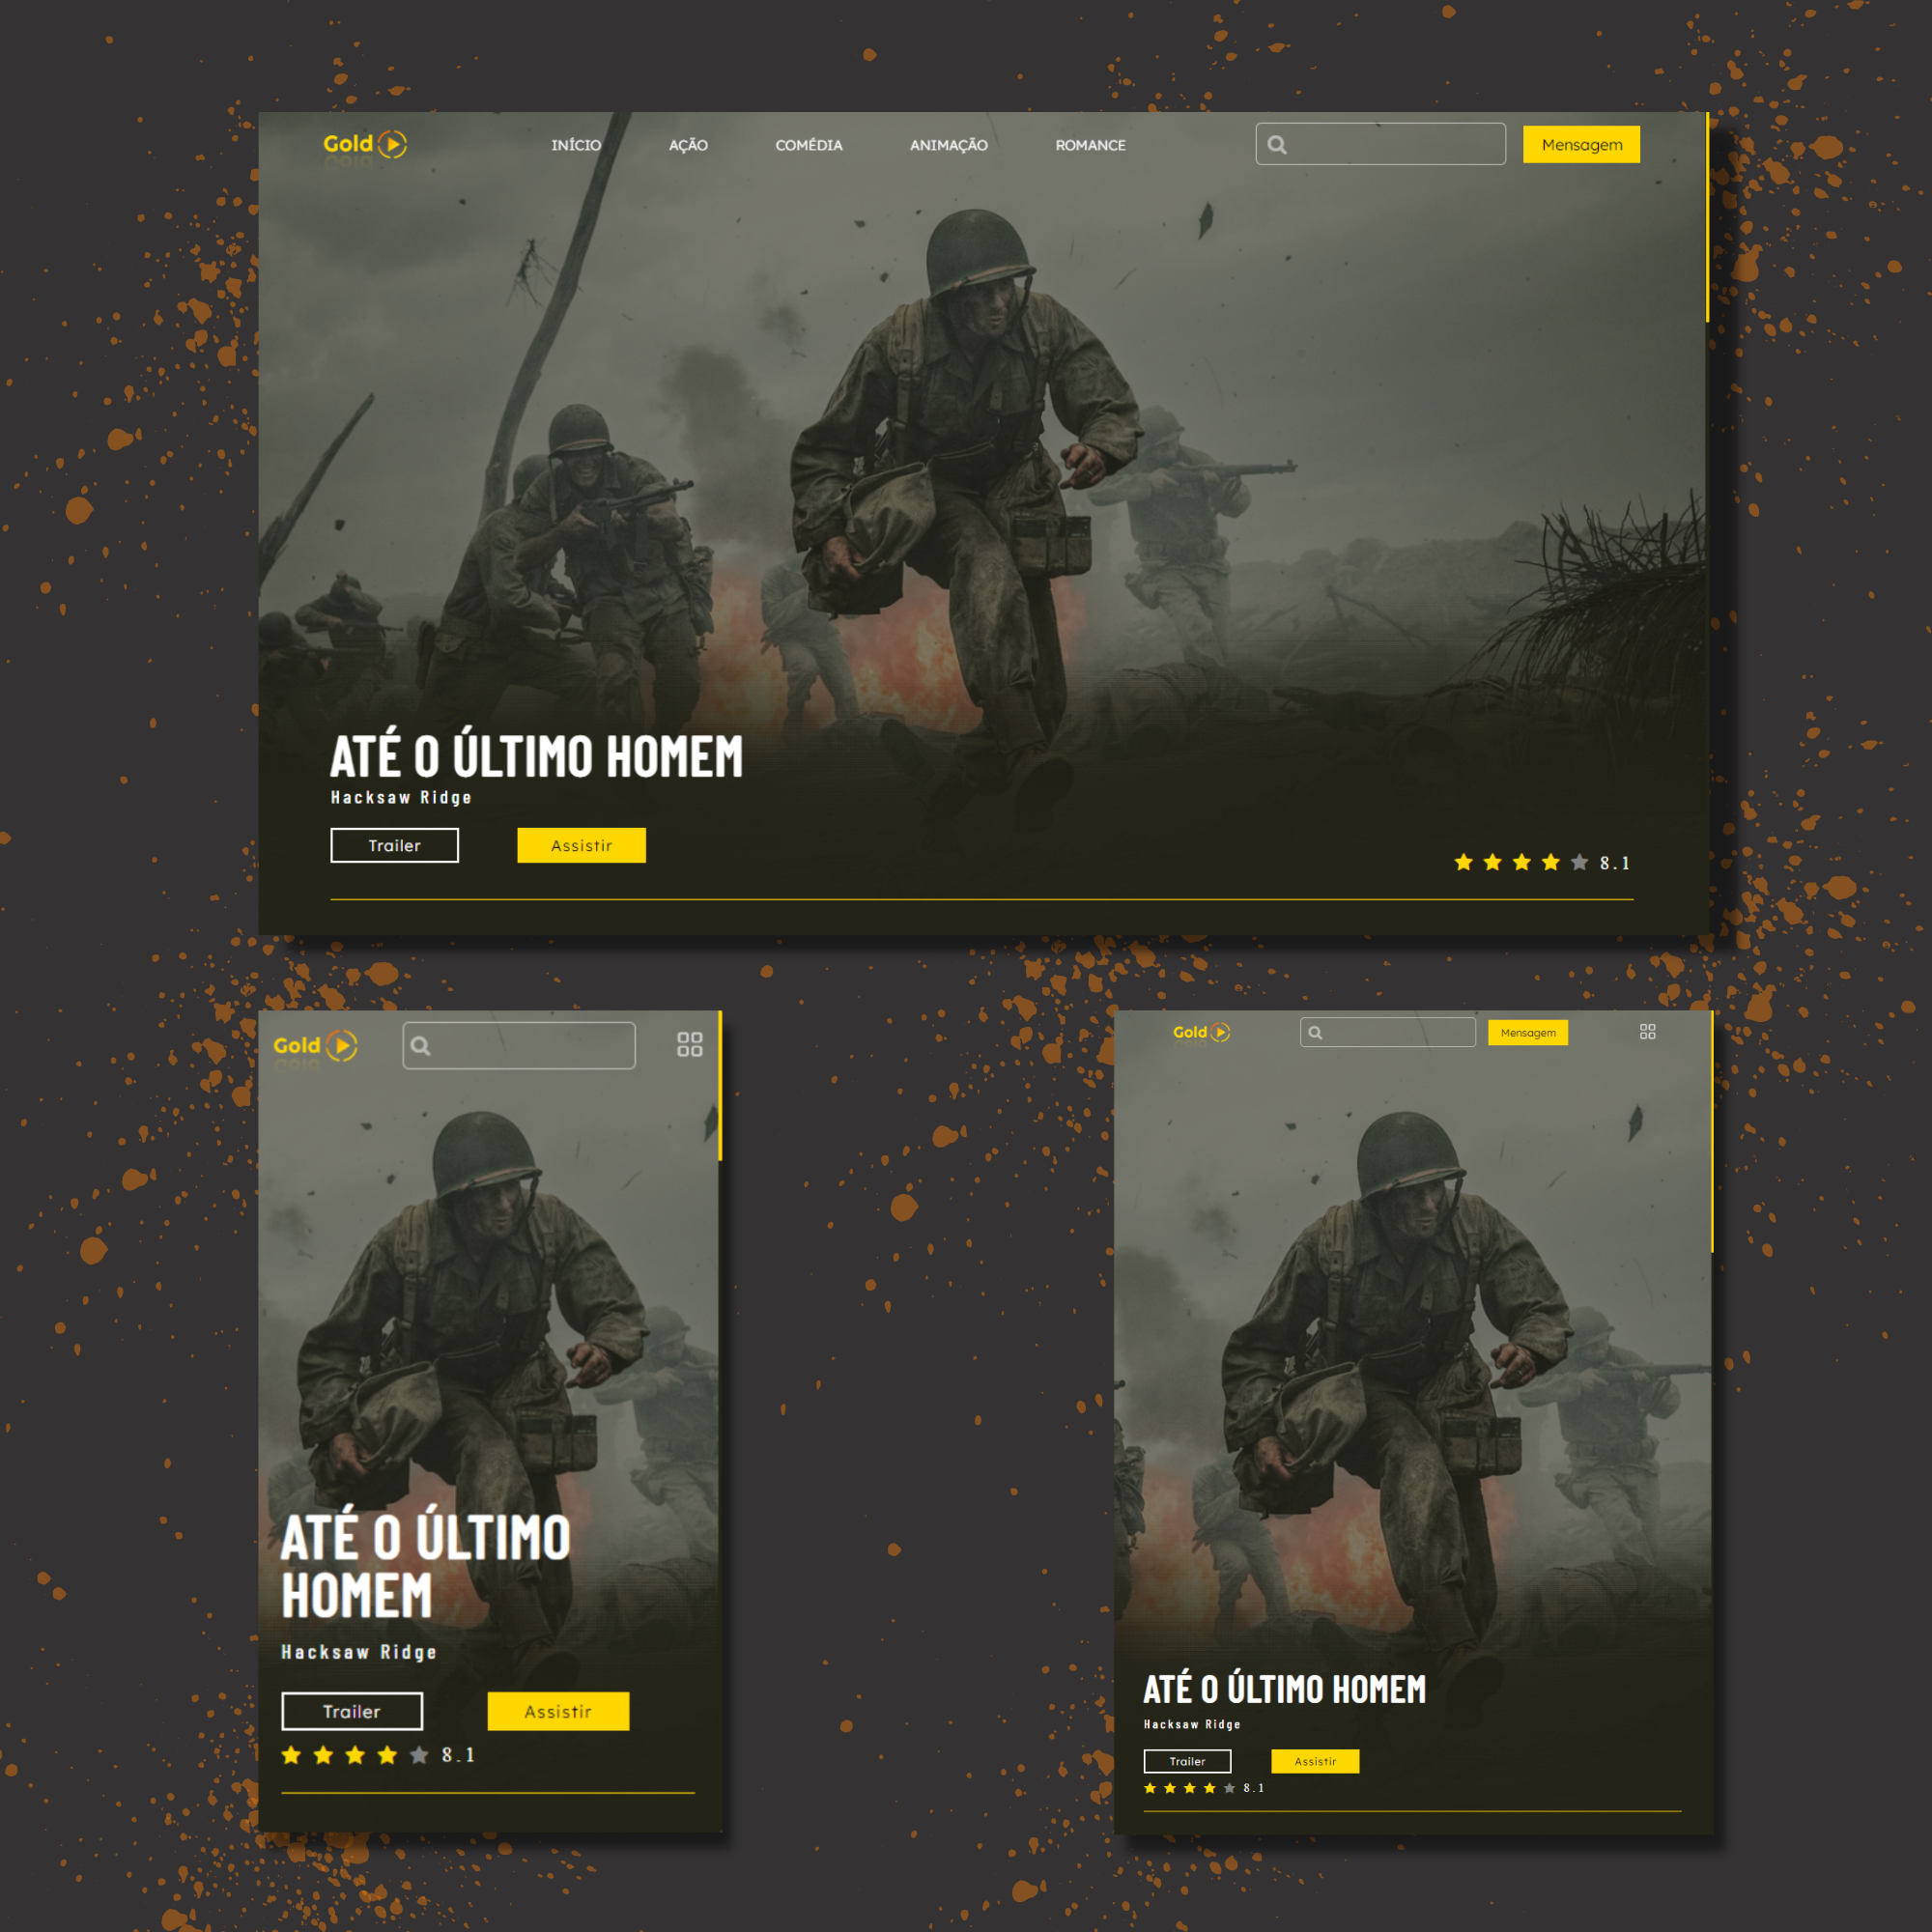 Gold INÍCIO AÇÃO COMÉDIA ANIMAÇÃO ROMANCE Mensagem
ATÉ O ÚLTIMO HOMEM
Hacksaw Ridge
Trailer Assistir
8.1
Gold
ATÉ O ÚLTIMO
HOMEM
Hacksaw Ridge
Trailer Assistir
8.1
Gold Mensagem
ATÉ O ÚLTIMO HOMEM
Hacksaw Ridge
Trailer Assistir
8.1